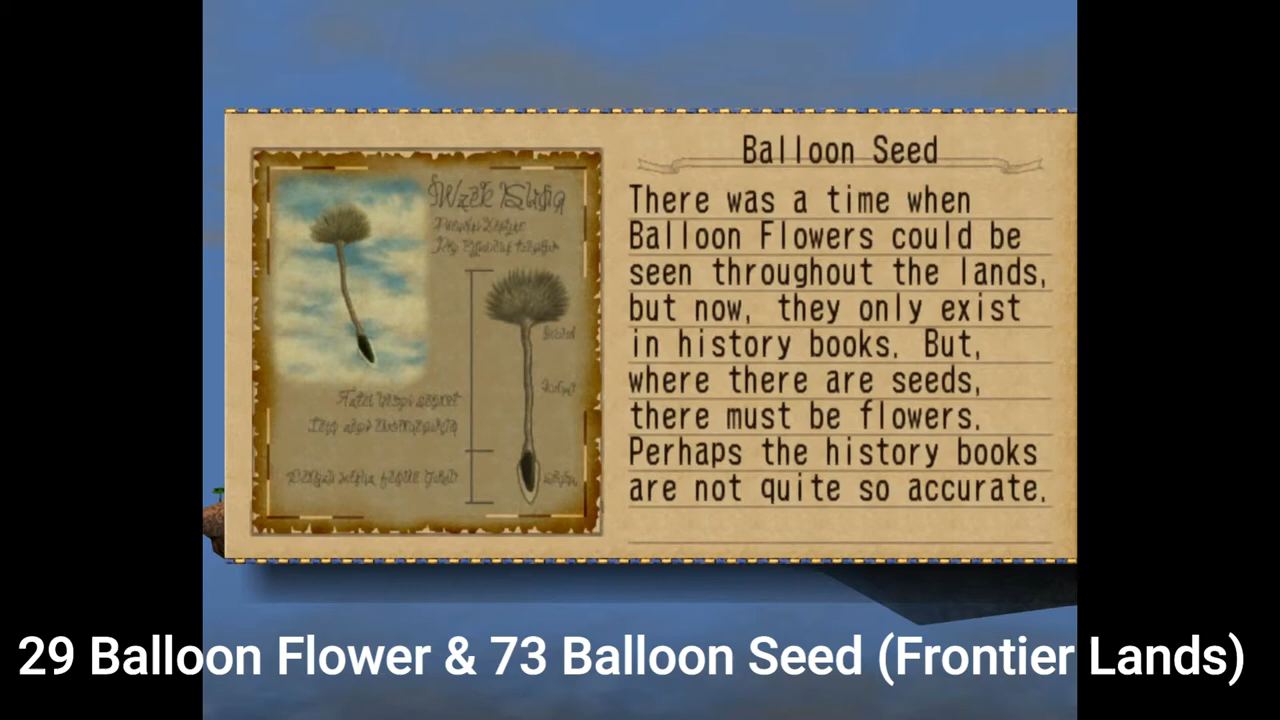 Balloon Seed
There was a time when
Balloon Flowers could be
seen throughout the lands,
but now, they only exist
in history books. But,
where there are seeds,
there must be flowers.
Perhaps the history books
are not quite so accurate.
29 Balloon Flower & 73 Balloon Seed (Frontier Lands)